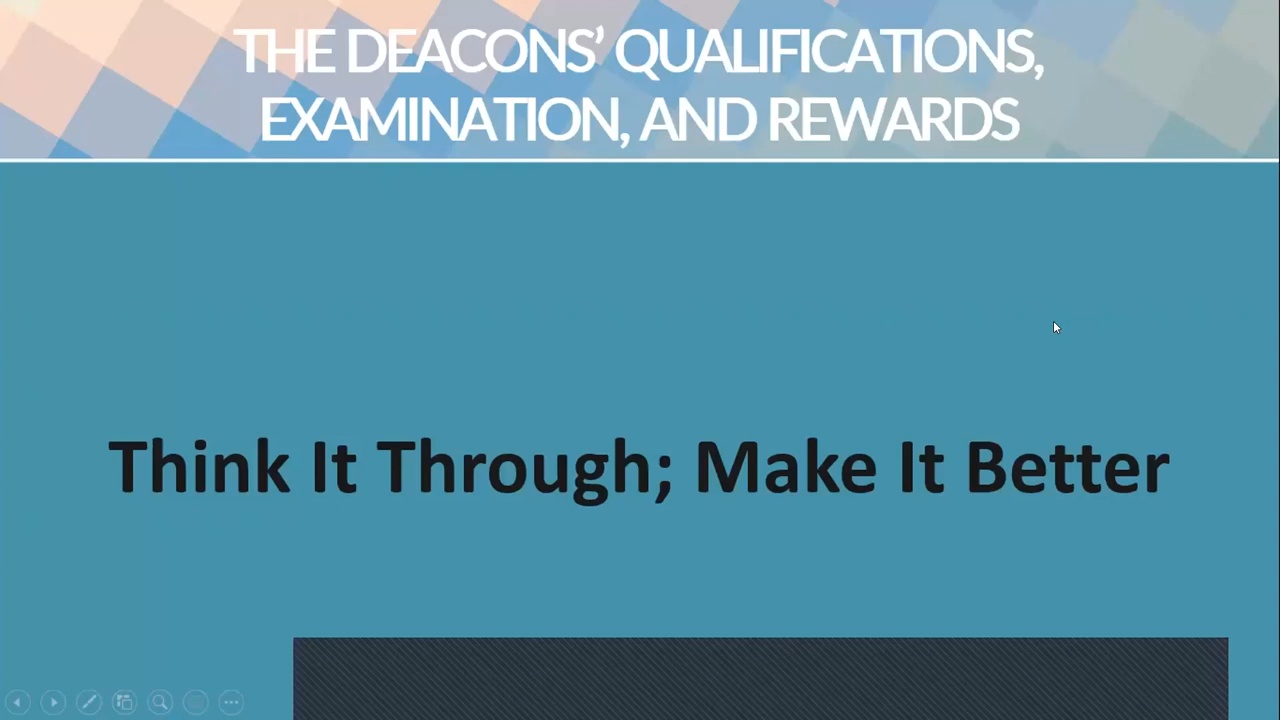 THE DEACONS’ QUALIFICATIONS,
EXAMINATION, AND REWARDS
Think It Through; Make It Better